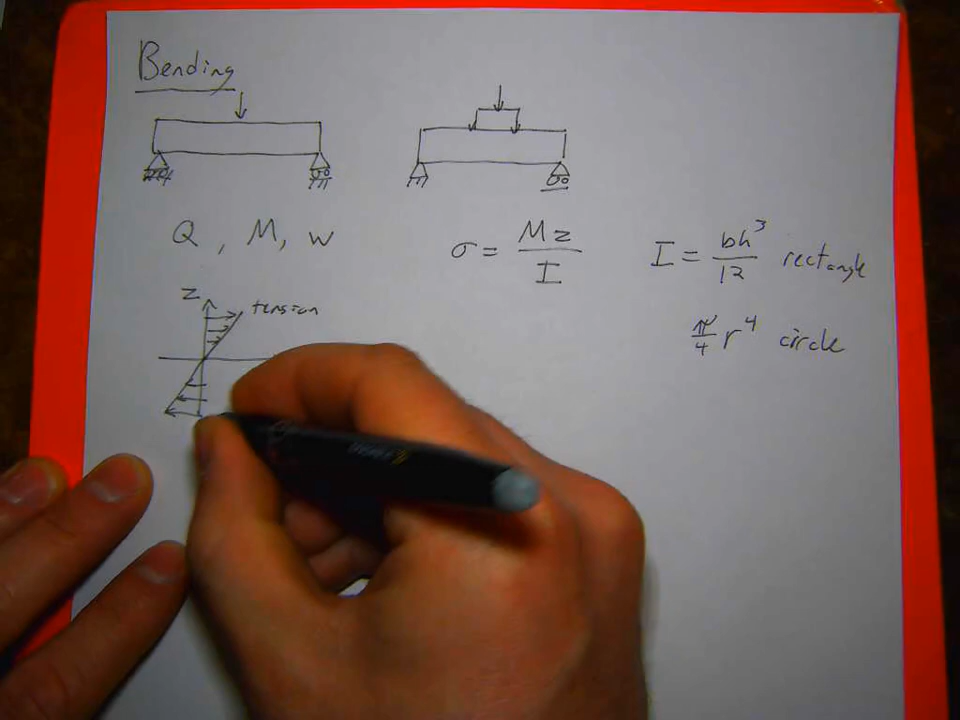 Bending
Q , M, w
σ = Mz/I
I = bh³/12 rectangle
π/4 r⁴ circle
z
tension